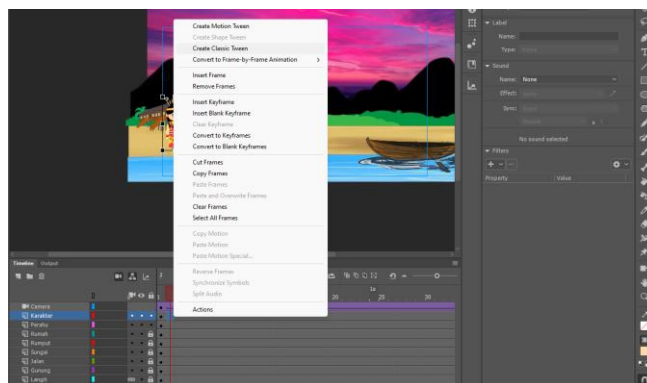 Create Motion Tween
Create Shape Tween
Create Classic Tween
Convert to Frame-by-Frame Animation
Insert Frame
Remove Frames
Insert Keyframe
Insert Blank Keyframe
Clear Keyframe
Convert to Keyframes
Convert to Blank Keyframes
Cut Frames
Copy Frames
Paste Frames
Paste and Overwrite Frames
Clear Frames
Select All Frames
Copy Motion
Paste Motion
Paste Motion Special...
Reverse Frames
Synchronize Symbols
Split Audio
Actions
Label
Name:
Type:
Sound
Name: None
Effect:
Sync:
No sound selected
Filters
Property Value
Timeline Output
1s
20 30
Camera
Karakter
Perahu
Rumah
Rumput
Sungai
Jalan
Gunung
Langit